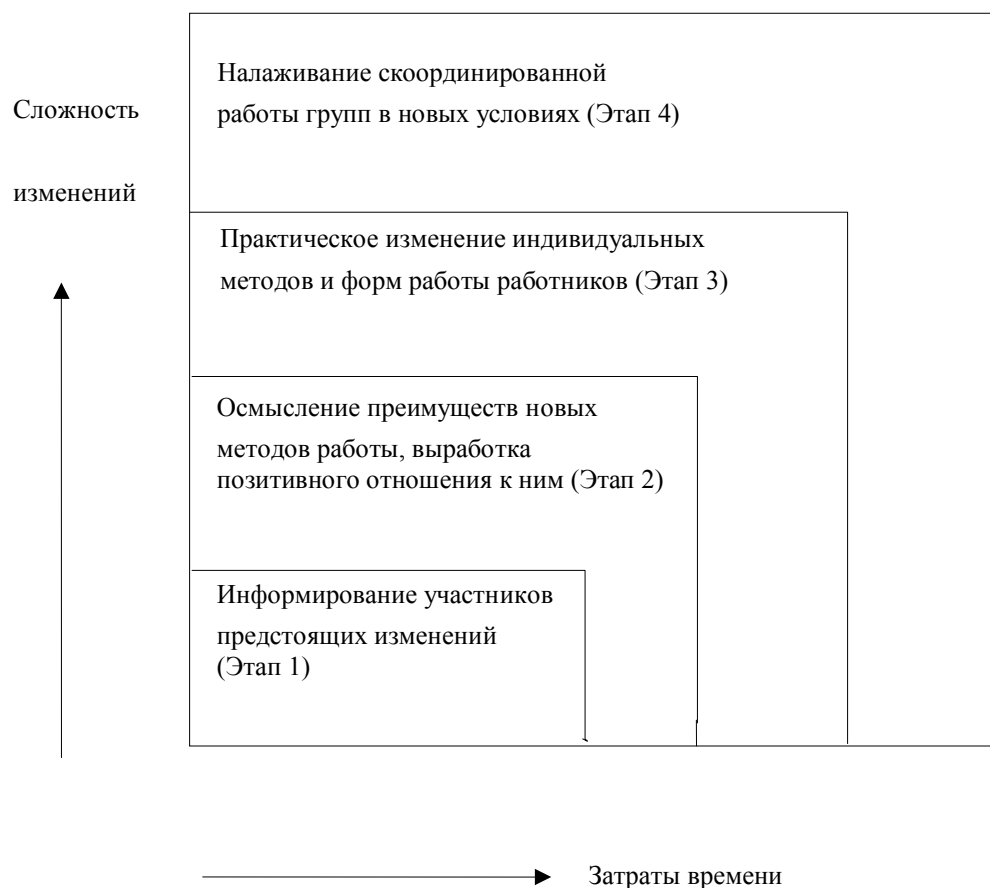 Налаживание скоординированной
работы групп в новых условиях (Этап 4)
Сложность
изменений
Практическое изменение индивидуальных
методов и форм работы работников (Этап 3)
Осмысление преимуществ новых
методов работы, выработка
позитивного отношения к ним (Этап 2)
Информирование участников
предстоящих изменений
(Этап 1)
Затраты времени